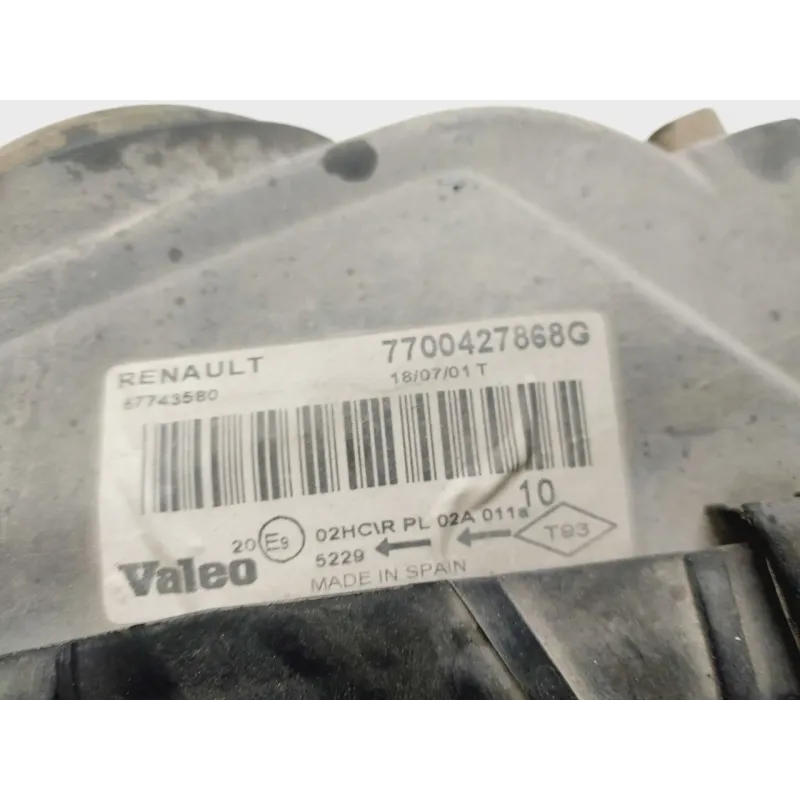 RENAULT 7700427868G
67743580 18/07/01 T
10
20 E9 02HC\R PL 02A 011a
5229 T93
Valeo MADE IN SPAIN